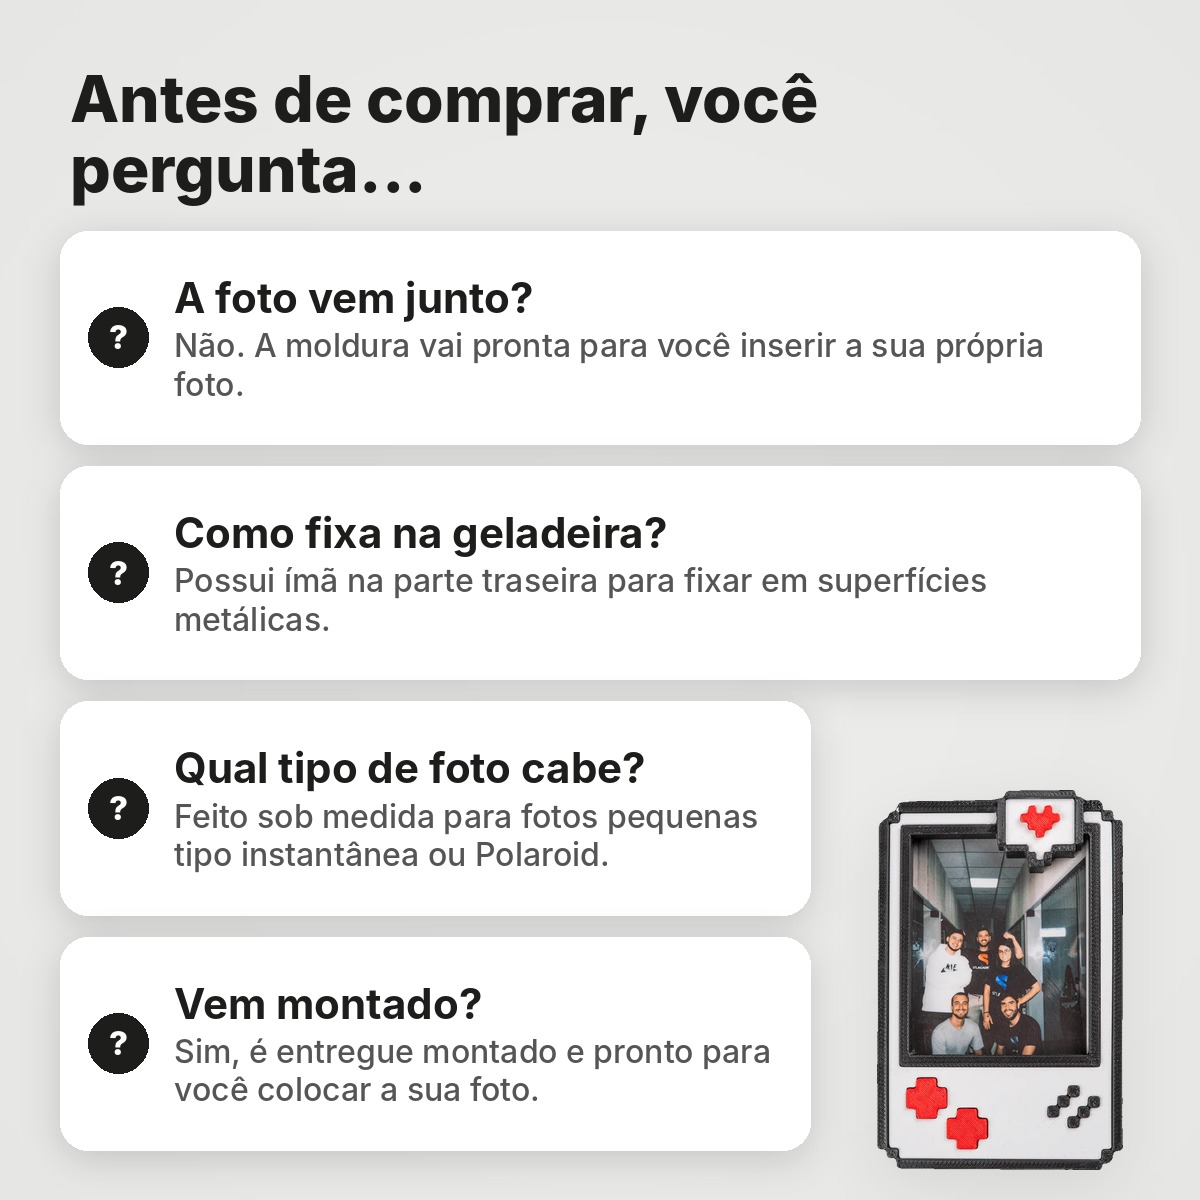 Antes de comprar, você
pergunta...
?
A foto vem junto?
Não. A moldura vai pronta para você inserir a sua própria
foto.
?
Como fixa na geladeira?
Possui ímã na parte traseira para fixar em superfícies
metálicas.
?
Qual tipo de foto cabe?
Feito sob medida para fotos pequenas
tipo instantânea ou Polaroid.
?
Vem montado?
Sim, é entregue montado e pronto para
você colocar a sua foto.